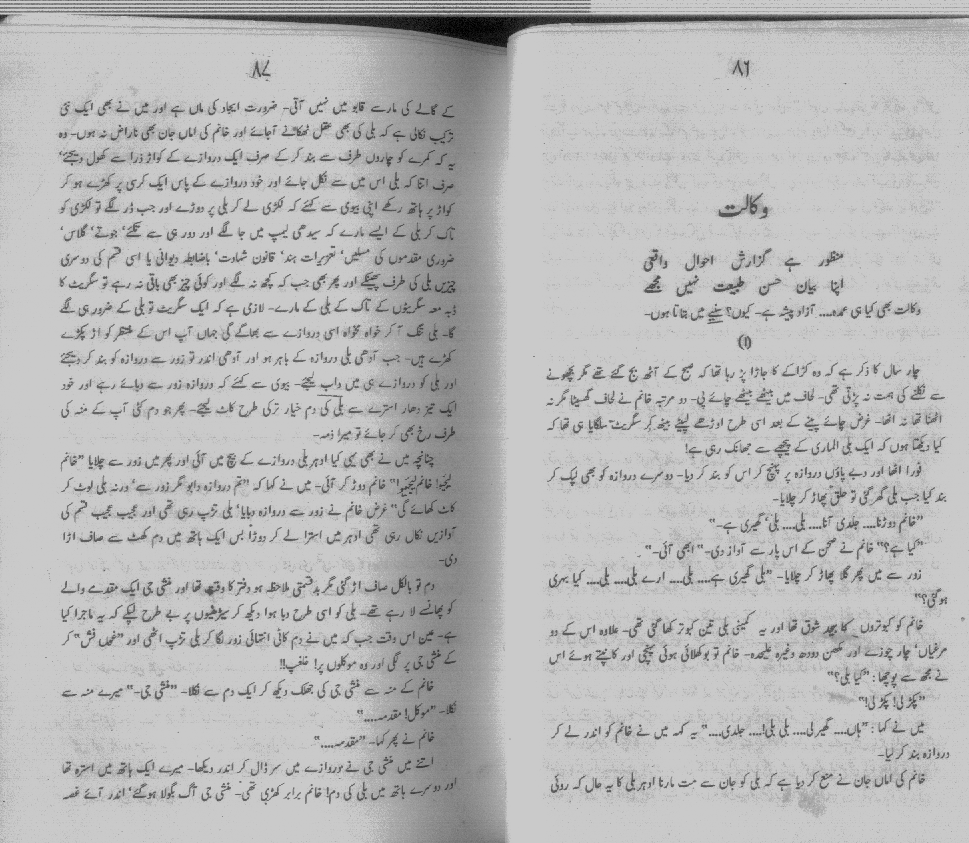 ۸۶
وکالت
منظور ہے گزارش احوال واقعی
اپنا بیان حسن طبیعت نہیں مجھے
وکالت بھی کیا ہی عمدہ.... آزاد پیشہ ہے۔ کیوں؟ سنیے میں بتاتا ہوں۔
(۱)
چار سال کا ذکر ہے کہ وہ کڑاکے کا جاڑا پڑ رہا تھا کہ صبح کے آٹھ بج گئے تھے مگر بچھونے
سے نکلنے کی ہمت نہ پڑتی تھی۔ لحاف میں بیٹھے بیٹھے چائے پی۔ دو مرتبہ خانم نے لحاف گھسیٹا مگر نہ
اٹھنا تھا نہ اٹھا۔ غرض چائے پینے کے بعد اسی طرح اوڑھے لپیٹے بیٹھ کر سگریٹ سلگایا ہی تھا کہ
کیا دیکھتا ہوں کہ ایک بلی الماری کے پیچھے سے جھانک رہی ہے!
فورا اٹھا اور دبے پاؤں دروازہ پر پہنچ کر اس کو بند کر دیا۔ دوسرے دروازہ کو بھی لپک کر
بند کیا جب بلی گھر گئی تو حلق پھاڑ کر چلایا۔
"خانم دوڑنا.... جلدی آنا.... بلی.... بلی' گھیری ہے۔"
"کیا ہے؟" خانم نے صحن کے اس پار سے آواز دی۔ "ابھی آئی۔"
زور سے میں پھر گلا پھاڑ کر چلایا۔ "بلی گھیری ہے.... بلی.... ارے بلی.... بلی.... کیا بہری
ہو گئی؟"
خانم کو کبوتروں کا بیحد شوق تھا اور یہ کمینی بلی تین کبوتر کھا گئی تھی۔ علاوہ اس کے دو
مرغیاں' چار چوزے اور مکھن دودھ وغیرہ علیحدہ۔ خانم تو بوکھلائی ہوئی پہنچی اور کانپتے ہوئے اس
نے مجھ سے پوچھا: "کیا بلی؟"
"پکڑ لی! پکڑ لی!"
میں نے کہا: "ہاں.... گھیر لی.... بلی بلی!.... جلدی...." یہ کہہ میں نے خانم کو اندر لے کر
دروازہ بند کر لیا۔
خانم کی اماں جان نے منع کر دیا ہے کہ بلی کو جان سے مت مارنا ادھر بلی کا یہ حال کہ روئی
۸۷
کے گالے کی مار سے قابو میں نہیں آتی۔ ضرورت ایجاد کی ماں ہے اور میں نے بھی ایک نئی
ترکیب نکالی ہے کہ بلی کی بھی عقل ٹھکانے آجائے اور خانم کی اماں جان بھی ناراض نہ ہوں۔ وہ
یہ کہ کمرے کو چاروں طرف سے بند کر کے صرف ایک دروازے کے کواڑ ذرا سے کھول دیجئے'
صرف اتنا کہ بلی اس میں سے نکل جائے اور خود دروازے کے پاس ایک کرسی پر کھڑے ہو کر
کواڑ پر ہاتھ رکھے اپنی بیوی سے کہئے کہ لکڑی لے کر بلی پر دوڑے اور جب ڈر لگے تو لکڑی کو
تاک کر بلی کے ایسے مارے کہ سیدھی لیمپ میں جا لگے اور دور ہی سے تکئے' جوتے' گلاس'
ضروری مقدموں کی مسلیں' تعزیرات ہند' قانون شہادت' باضابطہ دیوانی یا اسی قسم کی دوسری
چیزیں بلی کی طرف پھینکے اور پھر بھی جب کچھ نہ لگے اور کوئی چیز بھی باقی نہ رہے تو سگریٹ کا
ڈبہ معہ سگریٹوں کے تاک کے بلی کے مارے۔ لازمی ہے کہ ایک سگریٹ تو بلی کے ضرور ہی لگے
گا۔ بلی تنگ آ کر خواہ مخواہ اسی دروازے سے بھاگے گی جہاں آپ اس کے منتظر کواڑ پکڑے
کھڑے ہیں۔ جب آدھی بلی دروازہ کے باہر ہو اور آدھی اندر تو زور سے دروازہ کو بند کر دیجئے
اور بلی کو دروازے ہی میں داب لیجئے۔ بیوی سے کہئے کہ دروازہ زور سے دبائے رہے اور خود
ایک تیز دھار استرے سے بلی کی دم خیار ترکی طرح کاٹ لیجئے۔ پھر جو دم کٹی آپ کے منہ کی
طرف رخ بھی کر جائے تو میرا ذمہ۔
چنانچہ میں نے بھی یہی کیا ادھر بلی دروازے کے بیچ میں آئی اور پھر میں زور سے چلایا "خانم
لیجیو! خانم لیجیو!" خانم دوڑ کر آئی۔ میں نے کہا کہ "تم دروازہ دابو مگر زور سے' ورنہ بلی لوٹ کر
کاٹ کھائے گی" غرض خانم نے زور سے دروازہ دبایا' بلی تڑپ رہی تھی اور عجیب عجیب قسم کی
آوازیں نکال رہی تھی ادھر میں استرا لے کر دوڑا بس ایک ہاتھ میں دم کھٹ سے صاف اڑا
دی۔
دم تو بالکل صاف اڑ گئی مگر بدقسمتی ملاحظہ ہو دفتر کا وقت تھا اور منشی جی ایک مقدمے والے
کو پھانسے لا رہے تھے۔ بلی کو اسی طرح دبا ہوا دیکھ کر سیڑھیوں پر بے طرح لپکے کہ یہ ماجرا کیا
ہے۔ عین اس وقت جب کہ میں نے دم کاٹی انتہائی زور لگا کر بلی تڑپ اٹھی اور کر
کے منشی جی پر لگی اور وہ موکلوں پر! غلغپ!!
خانم کے منہ سے منشی جی کی جھلک دیکھ کر ایک دم سے نکلا۔ "منشی جی۔" میرے منہ سے
نکلا۔ "موکل! مقدمہ...."
خانم نے پھر کہا۔ "مقدمہ...."
اتنے میں منشی جی نے دروازے میں سر ڈال کر اندر دیکھا۔ میرے ایک ہاتھ میں استرہ تھا
اور دوسرے ہاتھ میں بلی کی دم! خانم برابر کھڑی تھی۔ منشی جی آگ بگولا ہو گئے' اندر آئے غصہ